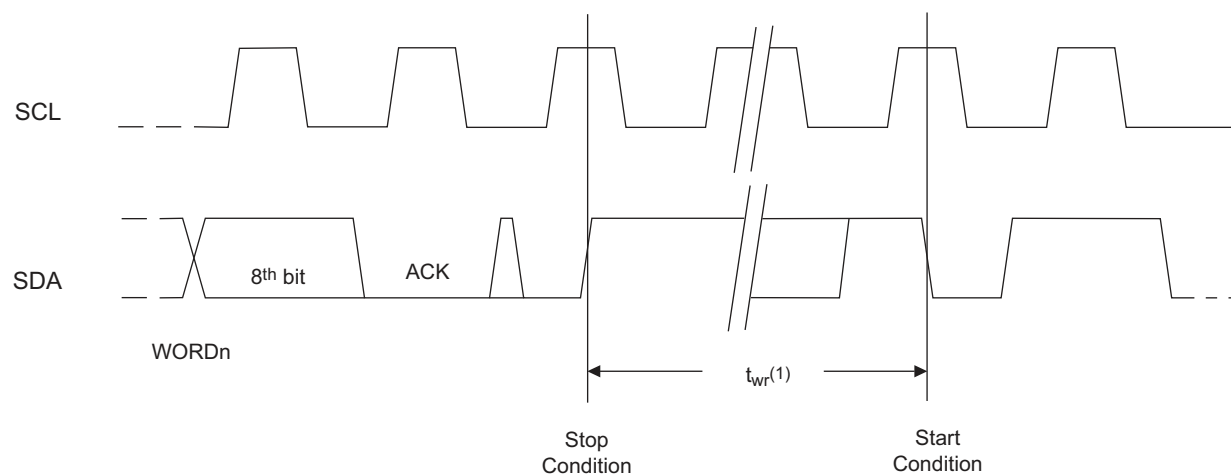 SCL
SDA
8th bit
ACK
WORDn
twr(1)
Stop
Condition
Start
Condition